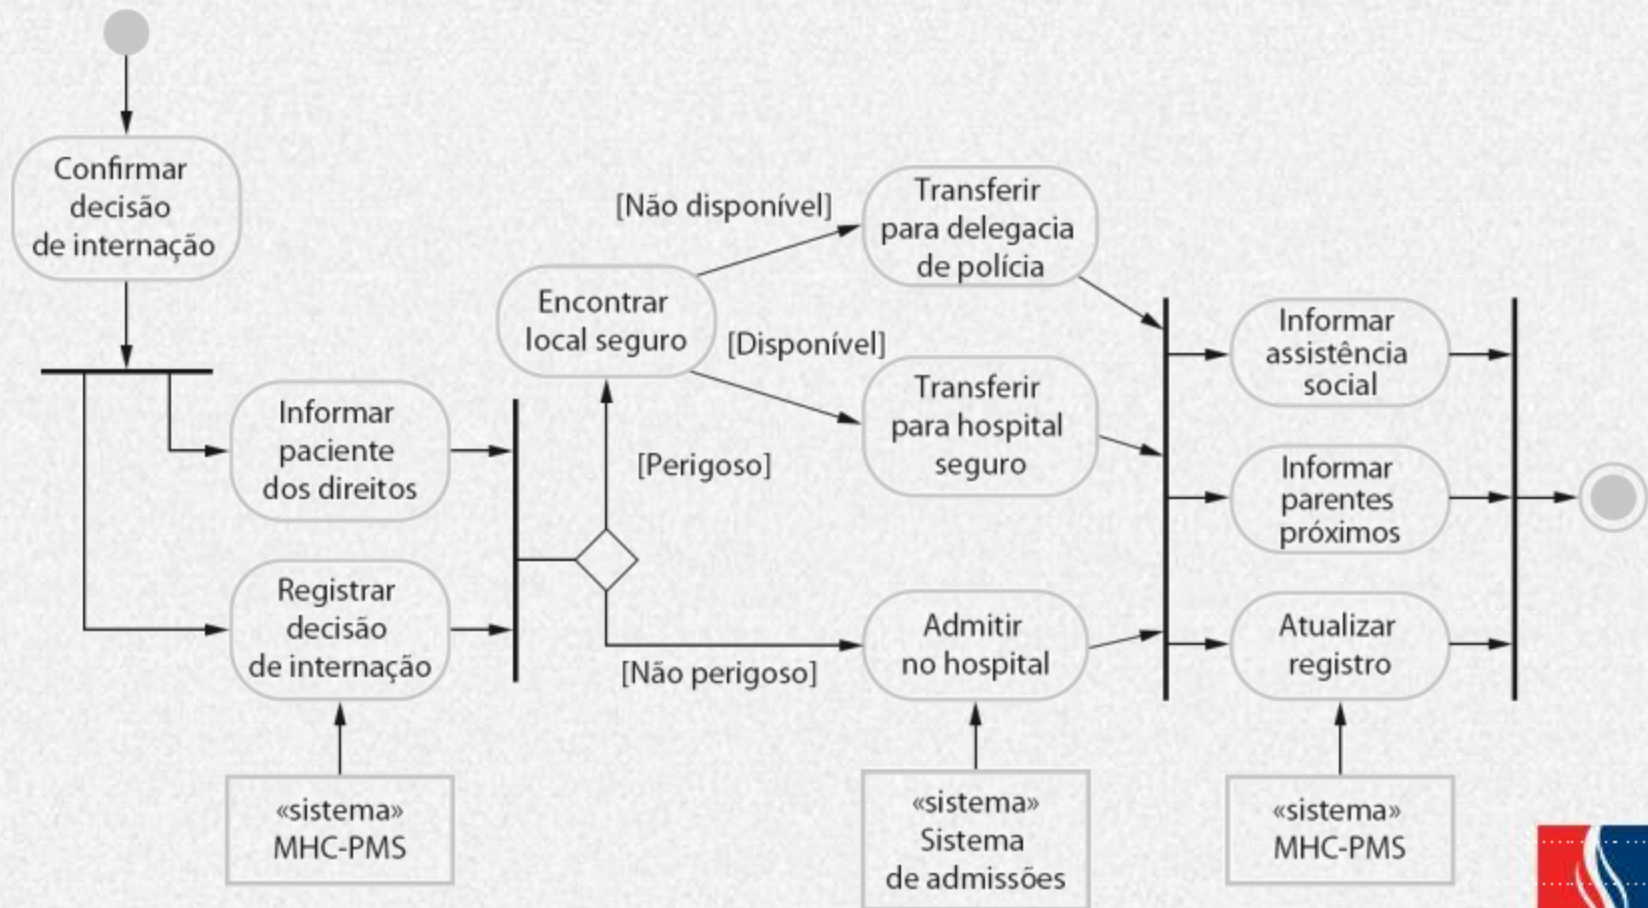 Confirmar
decisão
de internação
Informar
paciente
dos direitos
Registrar
decisão
de internação
«sistema»
MHC-PMS
Encontrar
local seguro
[Perigoso]
[Não perigoso]
[Não disponível]
[Disponível]
Transferir
para delegacia
de polícia
Transferir
para hospital
seguro
Admitir
no hospital
«sistema»
Sistema
de admissões
Informar
assistência
social
Informar
parentes
próximos
Atualizar
registro
«sistema»
MHC-PMS